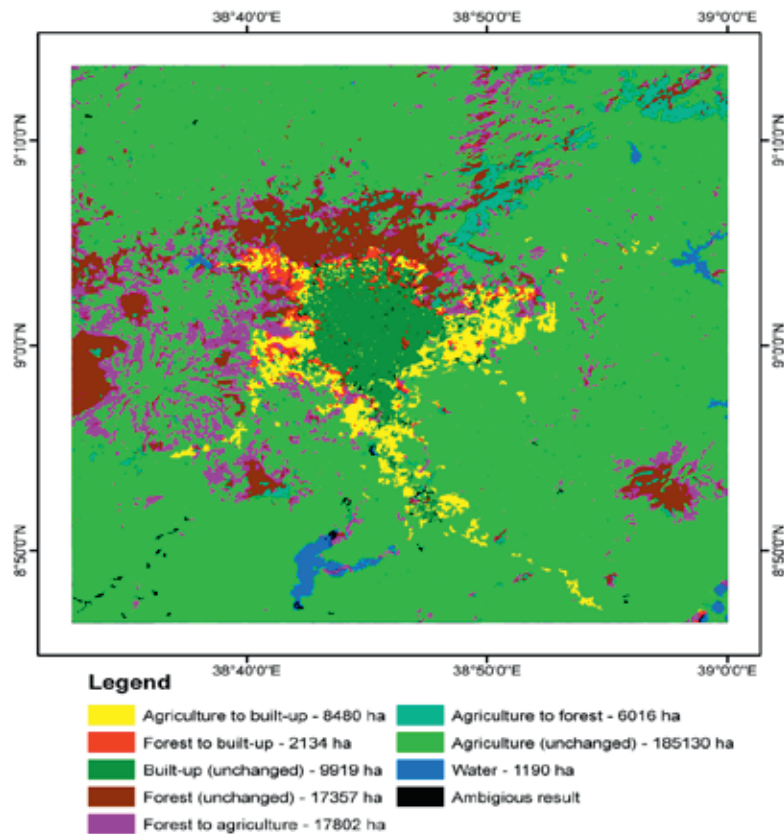 38°40'0"E 38°50'0"E 39°0'0"E
9°10'0"N 9°10'0"N
9°0'0"N 9°0'0"N
8°50'0"N 8°50'0"N
38°40'0"E 38°50'0"E 39°0'0"E
Legend
Agriculture to built-up - 8480 ha
Forest to built-up - 2134 ha
Built-up (unchanged) - 9919 ha
Forest (unchanged) - 17357 ha
Forest to agriculture - 17802 ha
Agriculture to forest - 6016 ha
Agriculture (unchanged) - 185130 ha
Water - 1190 ha
Ambigious result